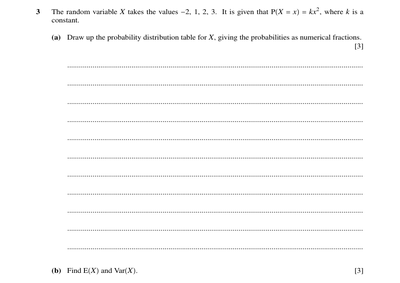 3 The random variable X takes the values −2, 1, 2, 3. It is given that P(X = x) = kx², where k is a
constant.
(a) Draw up the probability distribution table for X, giving the probabilities as numerical fractions.
[3]
(b) Find E(X) and Var(X). [3]